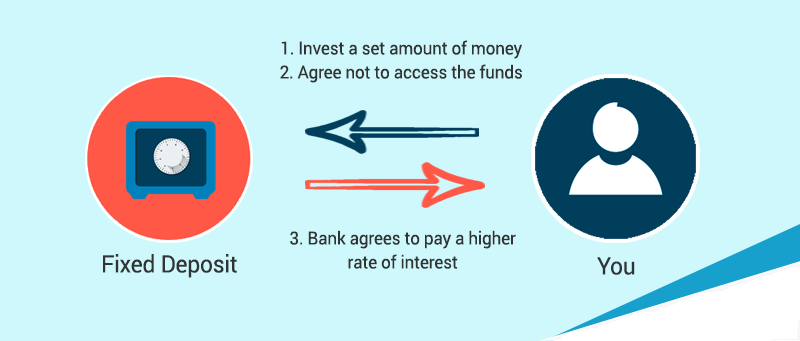 1. Invest a set amount of money
2. Agree not to access the funds
3. Bank agrees to pay a higher
rate of interest
Fixed Deposit
You